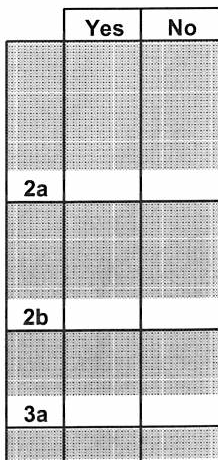 Yes No
2a
2b
3a